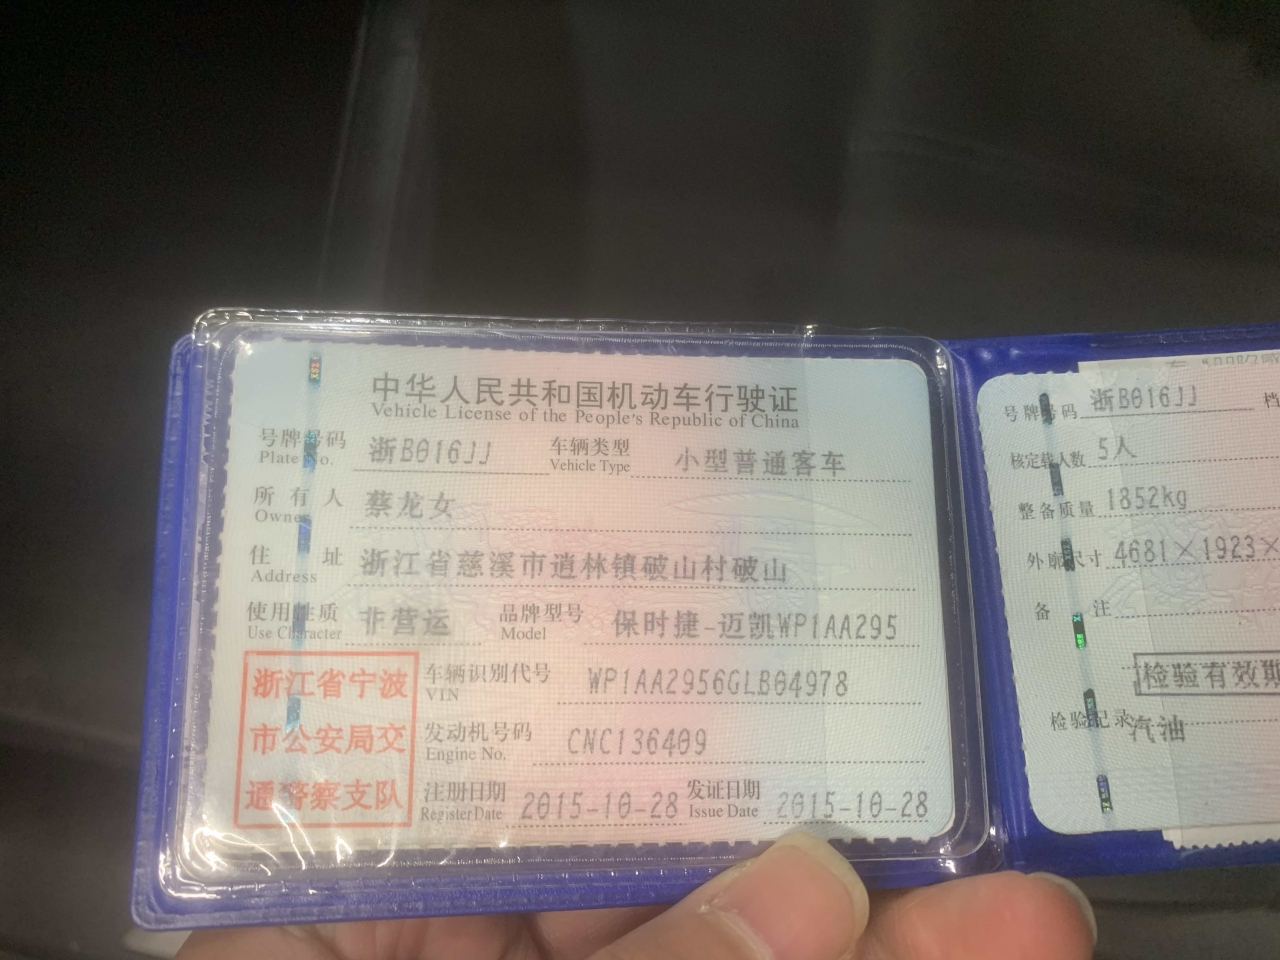 中华人民共和国机动车行驶证
Vehicle License of the People's Republic of China
号牌号码 浙B016JJ 车辆类型 小型普通客车
Plate No. Vehicle Type
所有人 蔡龙女
Owner
住址 浙江省慈溪市逍林镇破山村破山
Address
使用性质 非营运 品牌型号 保时捷-迈凯WP1AA295
Use Character Model
浙江省宁波
市公安局交
通警察支队
车辆识别代号 WP1AA2956GLB04978
VIN
发动机号码 CNC136409
Engine No.
注册日期 2015-10-28 发证日期 2015-10-28
Register Date Issue Date
号牌号码 浙B016JJ 档
核定载人数 5人
整备质量 1852kg
外廓尺寸 4681×1923×
备注
检验有效期
检验记录
汽油